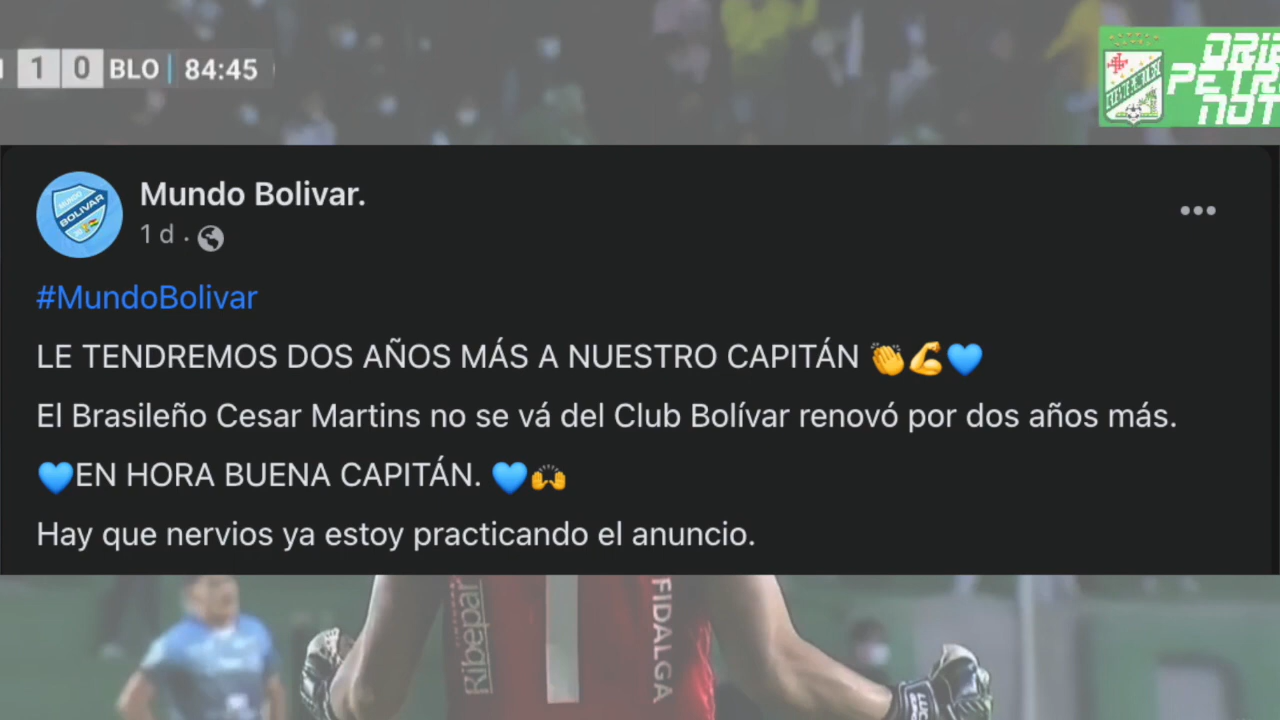 1 0 BLO 84:45
Mundo Bolivar.
1 d
#MundoBolivar
LE TENDREMOS DOS AÑOS MÁS A NUESTRO CAPITÁN 👏💪💙
El Brasileño Cesar Martins no se vá del Club Bolívar renovó por dos años más.
💙EN HORA BUENA CAPITÁN. 💙🙌
Hay que nervios ya estoy practicando el anuncio.
Ribepar
1
FIDALGA